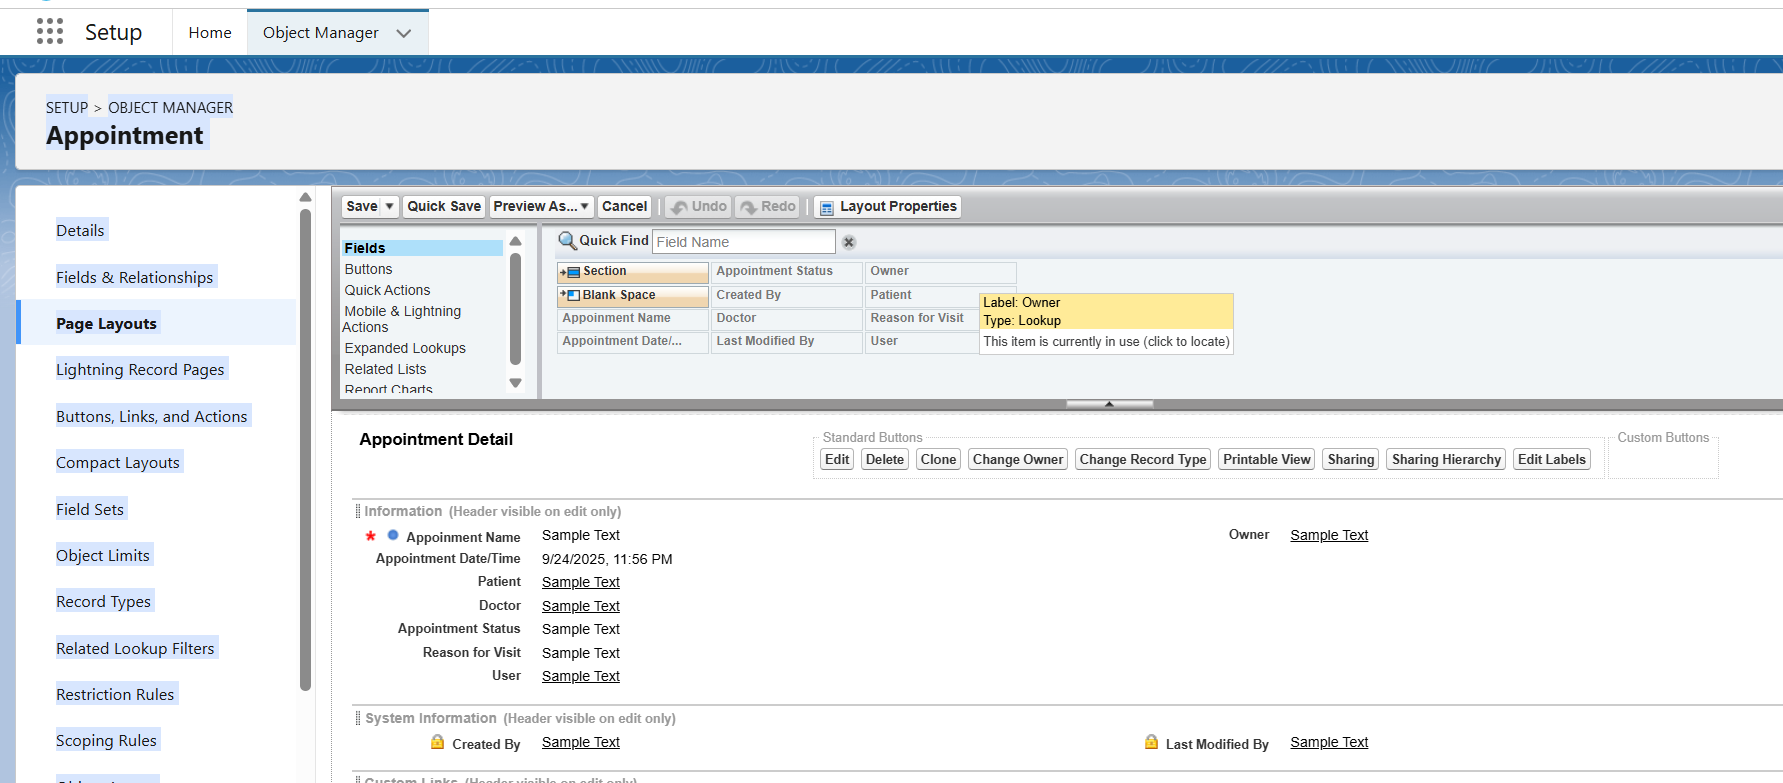 Setup
Home
Object Manager
SETUP > OBJECT MANAGER
Appointment
Details
Fields & Relationships
Page Layouts
Lightning Record Pages
Buttons, Links, and Actions
Compact Layouts
Field Sets
Object Limits
Record Types
Related Lookup Filters
Restriction Rules
Scoping Rules
Save
Quick Save
Preview As...
Cancel
Undo
Redo
Layout Properties
Fields
Buttons
Quick Actions
Mobile & Lightning
Actions
Expanded Lookups
Related Lists
Report Charts
Quick Find Field Name
Section Appointment Status Owner
Blank Space Created By Patient
Appoinment Name Doctor Reason for Visit
Appointment Date/... Last Modified By User
Label: Owner
Type: Lookup
This item is currently in use (click to locate)
Appointment Detail
Standard Buttons
Edit Delete Clone Change Owner Change Record Type Printable View Sharing Sharing Hierarchy Edit Labels
Custom Buttons
Information (Header visible on edit only)
* Appoinment Name Sample Text
Owner Sample Text
Appointment Date/Time 9/24/2025, 11:56 PM
Patient Sample Text
Doctor Sample Text
Appointment Status Sample Text
Reason for Visit Sample Text
User Sample Text
System Information (Header visible on edit only)
Created By Sample Text
Last Modified By Sample Text
Custom Links (Header visible on edit only)